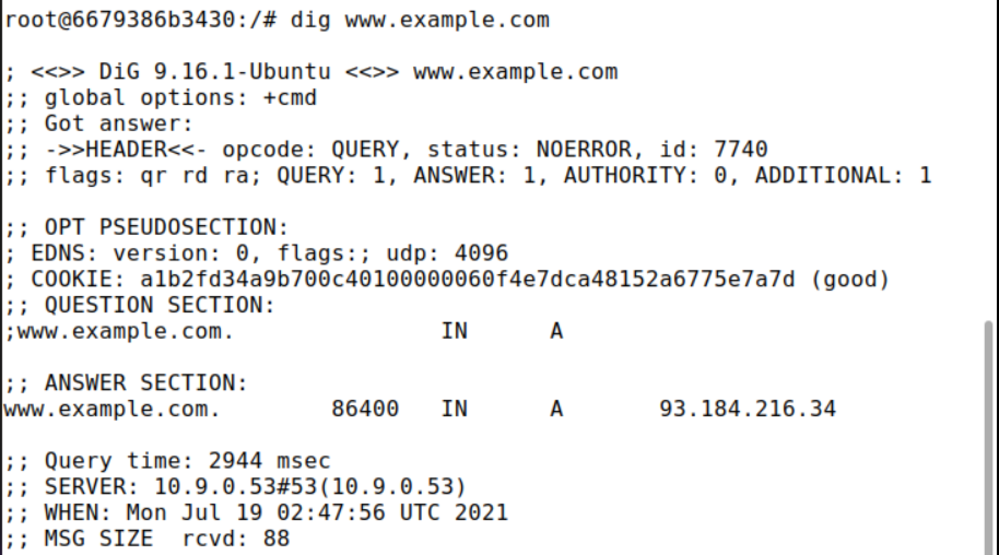 root@6679386b3430:/# dig www.example.com
; <<>> DiG 9.16.1-Ubuntu <<>> www.example.com
;; global options: +cmd
;; Got answer:
;; ->>HEADER<<- opcode: QUERY, status: NOERROR, id: 7740
;; flags: qr rd ra; QUERY: 1, ANSWER: 1, AUTHORITY: 0, ADDITIONAL: 1
;; OPT PSEUDOSECTION:
; EDNS: version: 0, flags:; udp: 4096
; COOKIE: a1b2fd34a9b700c40100000060f4e7dca48152a6775e7a7d (good)
;; QUESTION SECTION:
;www.example.com. IN A
;; ANSWER SECTION:
www.example.com. 86400 IN A 93.184.216.34
;; Query time: 2944 msec
;; SERVER: 10.9.0.53#53(10.9.0.53)
;; WHEN: Mon Jul 19 02:47:56 UTC 2021
;; MSG SIZE  rcvd: 88